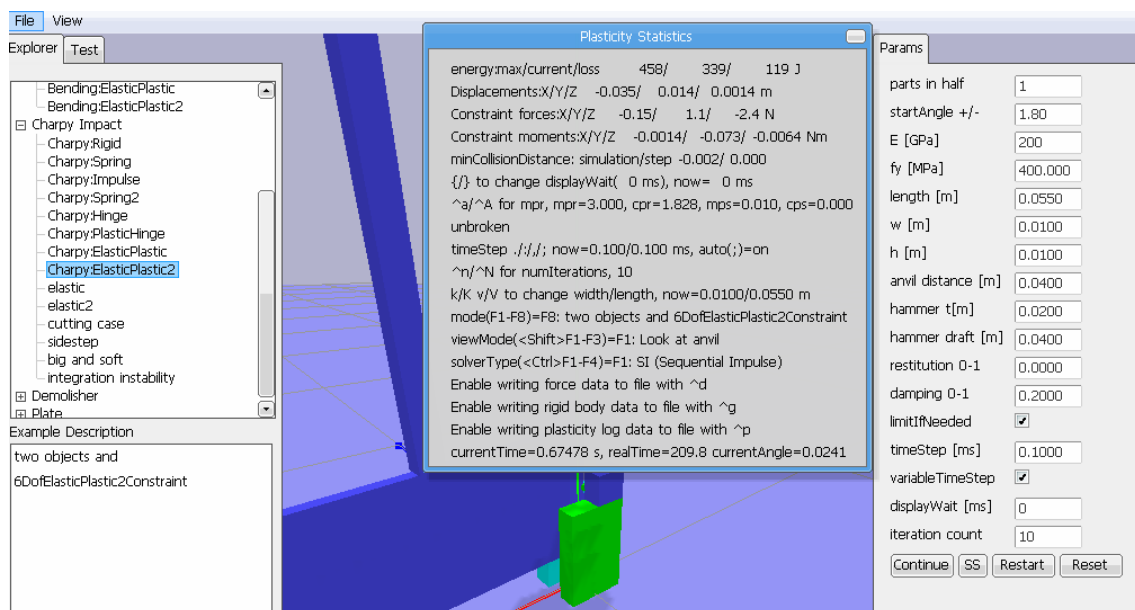 File View
Explorer Test
Bending:ElasticPlastic
Bending:ElasticPlastic2
Charpy Impact
Charpy:Rigid
Charpy:Spring
Charpy:Impulse
Charpy:Spring2
Charpy:Hinge
Charpy:PlasticHinge
Charpy:ElasticPlastic
Charpy:ElasticPlastic2
elastic
elastic2
cutting case
sidestep
big and soft
integration instability
Demolisher
Plate
Example Description
two objects and
6DofElasticPlastic2Constraint
Plasticity Statistics
energy:max/current/loss 458/ 339/ 119 J
Displacements:X/Y/Z -0.035/ 0.014/ 0.0014 m
Constraint forces:X/Y/Z -0.15/ 1.1/ -2.4 N
Constraint moments:X/Y/Z -0.0014/ -0.073/ -0.0064 Nm
minCollisionDistance: simulation/step -0.002/ 0.000
{/} to change displayWait( 0 ms), now= 0 ms
^a/^A for mpr, mpr=3.000, cpr=1.828, mps=0.010, cps=0.000
unbroken
timeStep ./:/,/; now=0.100/0.100 ms, auto(;)=on
^n/^N for numIterations, 10
k/K v/V to change width/length, now=0.0100/0.0550 m
mode(F1-F8)=F8: two objects and 6DofElasticPlastic2Constraint
viewMode(<Shift>F1-F3)=F1: Look at anvil
solverType(<Ctrl>F1-F4)=F1: SI (Sequential Impulse)
Enable writing force data to file with ^d
Enable writing rigid body data to file with ^g
Enable writing plasticity log data to file with ^p
currentTime=0.67478 s, realTime=209.8 currentAngle=0.0241
Params
parts in half 1
startAngle +/- 1.80
E [GPa] 200
fy [MPa] 400.000
length [m] 0.0550
w [m] 0.0100
h [m] 0.0100
anvil distance [m] 0.0400
hammer t[m] 0.0200
hammer draft [m] 0.0400
restitution 0-1 0.0000
damping 0-1 0.2000
limitIfNeeded
timeStep [ms] 0.1000
variableTimeStep
displayWait [ms] 0
iteration count 10
Continue SS Restart Reset